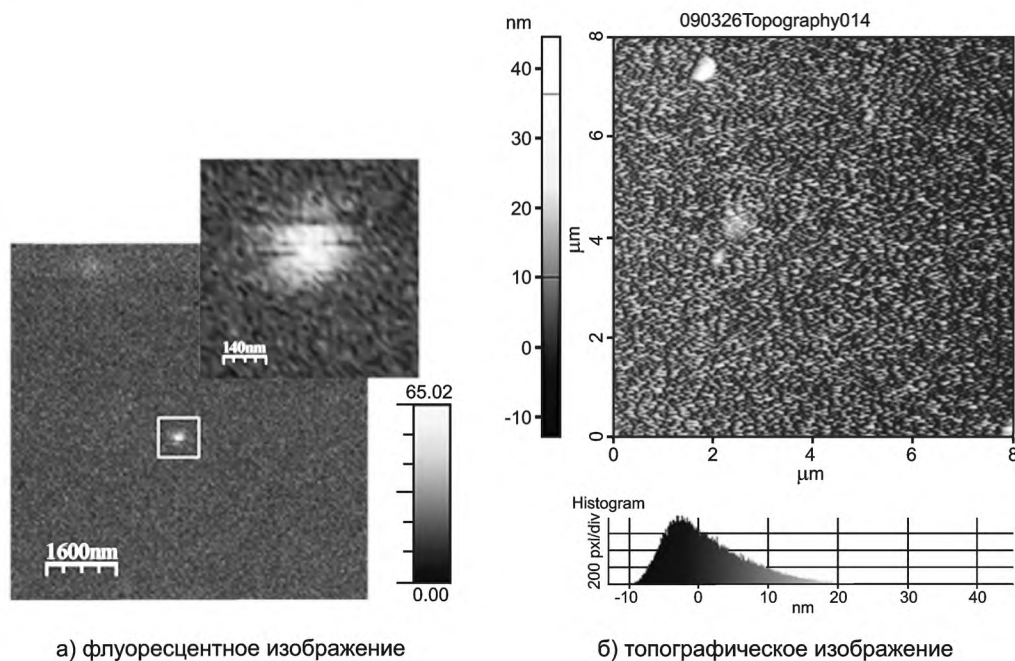 140nm
65.02
1600nm
0.00
а) флуоресцентное изображение
nm
090326Topography014
40
30
20
10
0
-10
8
6
4
2
0
μm
0
2
4
6
8
μm
Histogram
200 pxl/div
-10
0
10
20
30
40
nm
б) топографическое изображение